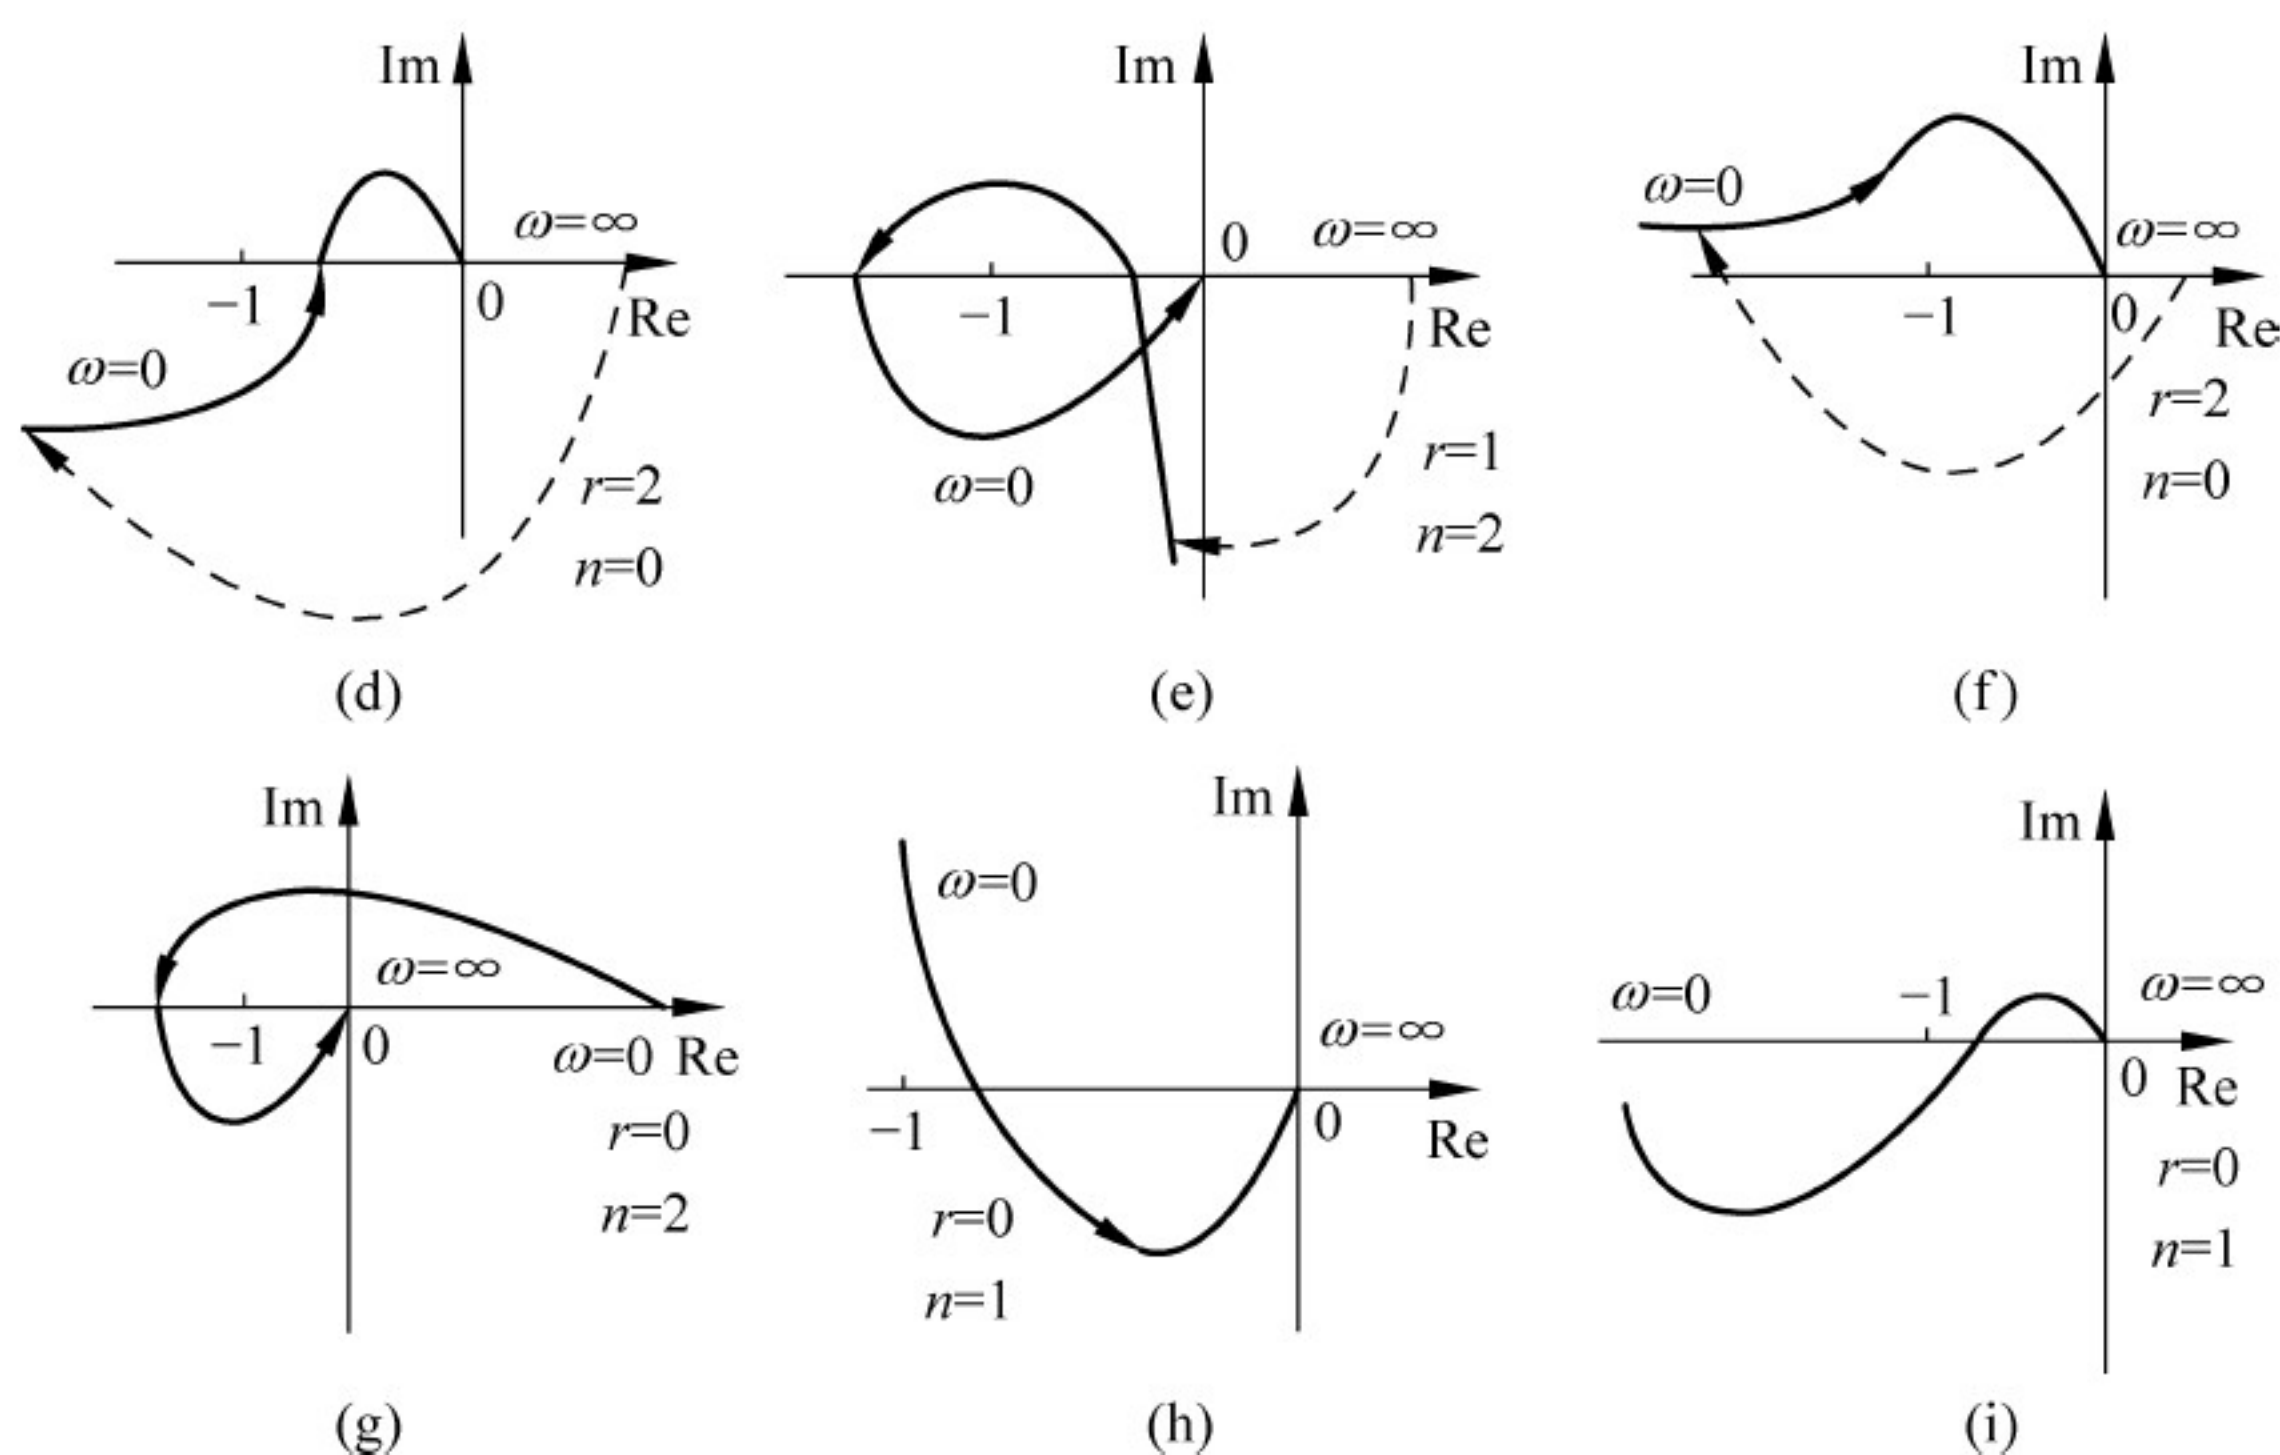 Im
ω=∞
−1
0
Re
ω=0
r=2
n=0
(d)
Im
0
ω=∞
−1
Re
r=1
ω=0
n=2
(e)
Im
ω=0
ω=∞
−1
0
Re
r=2
n=0
(f)
Im
ω=∞
−1
0
ω=0
Re
r=0
n=2
(g)
Im
ω=0
ω=∞
−1
0
Re
r=0
n=1
(h)
Im
ω=0
−1
ω=∞
0
Re
r=0
n=1
(i)